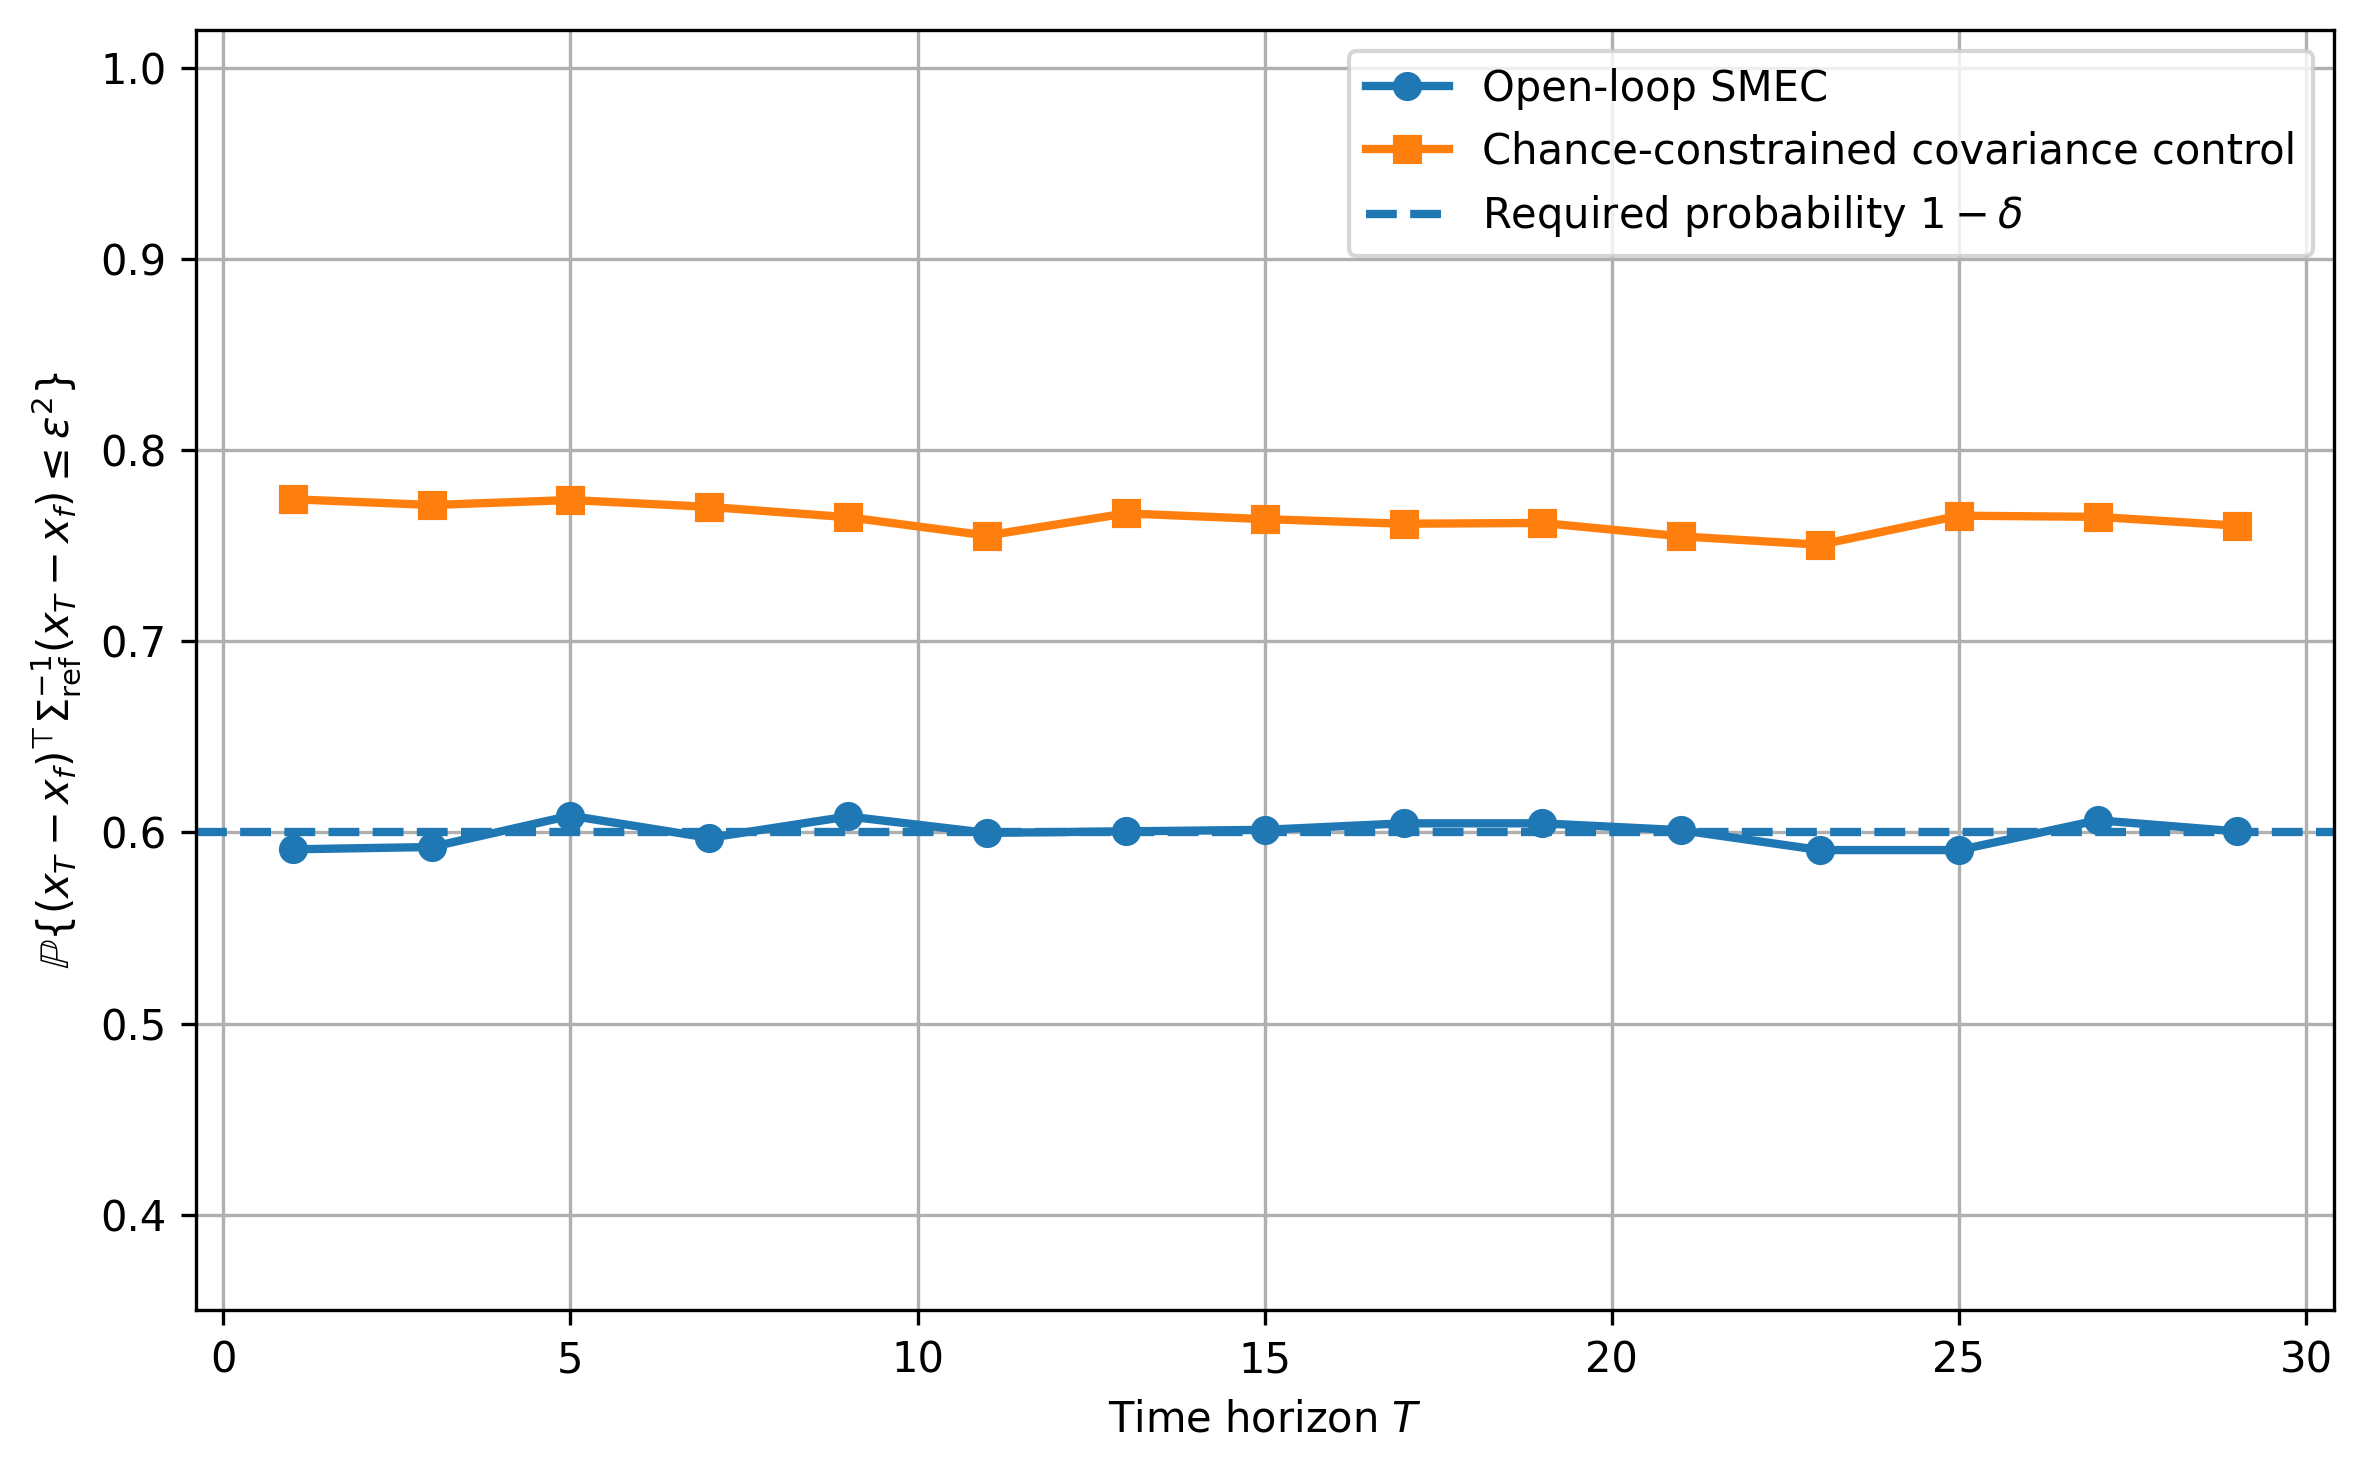 Open-loop SMEC
Chance-constrained covariance control
Required probability 1 − δ
ℙ{(x_T − x_f)^⊤ Σ_ref^{−1} (x_T − x_f) ≤ ε²}
1.0
0.9
0.8
0.7
0.6
0.5
0.4
0 5 10 15 20 25 30
Time horizon T